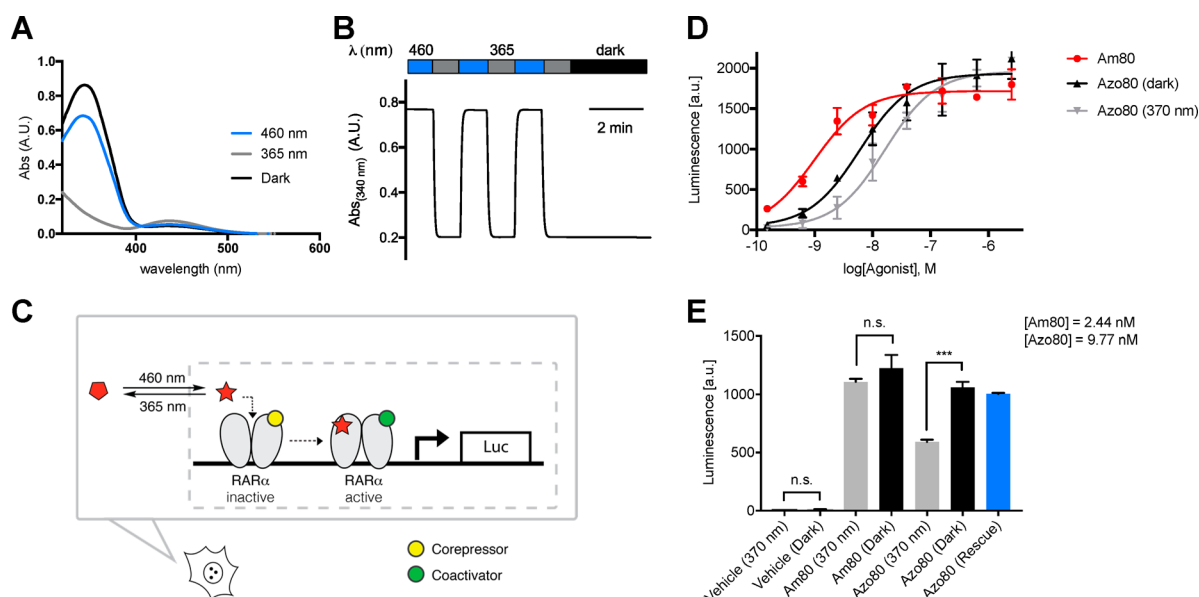 A
Abs (A.U.)
1.0
0.8
0.6
0.4
0.2
0.0
460 nm
365 nm
Dark
400
500
600
wavelength (nm)
B
λ (nm)
460
365
dark
Abs(340 nm) (A.U.)
0.8
0.6
0.4
0.2
2 min
C
460 nm
365 nm
RARα
inactive
RARα
active
Luc
Corepressor
Coactivator
D
Luminescence [a.u.]
2000
1500
1000
500
0
-10
-9
-8
-7
-6
log[Agonist], M
Am80
Azo80 (dark)
Azo80 (370 nm)
E
[Am80] = 2.44 nM
[Azo80] = 9.77 nM
Luminescence [a.u.]
1500
1000
500
0
n.s.
n.s.
***
Vehicle (370 nm)
Vehicle (Dark)
Am80 (370 nm)
Am80 (Dark)
Azo80 (370 nm)
Azo80 (Dark)
Azo80 (Rescue)